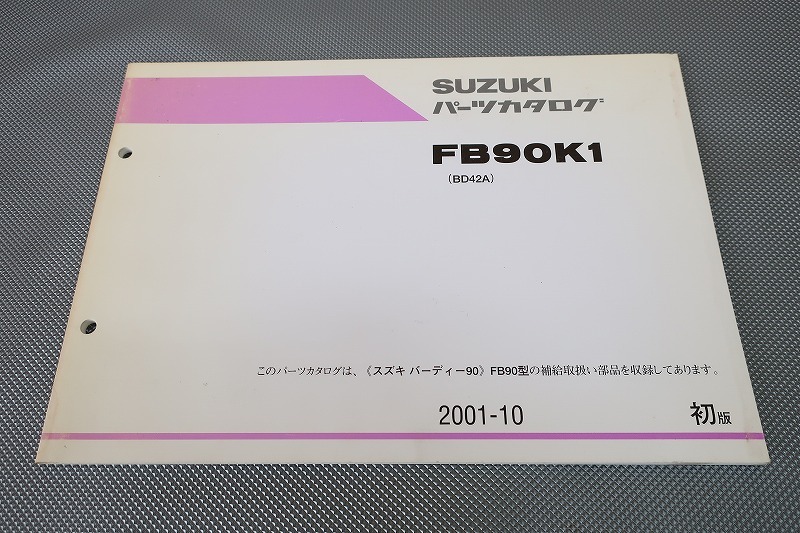 SUZUKI
パーツカタログ
FB90K1
(BD42A)
このパーツカタログは、《スズキ バーディー90》FB90型の補給取扱い部品を収録してあります。
2001-10 初版